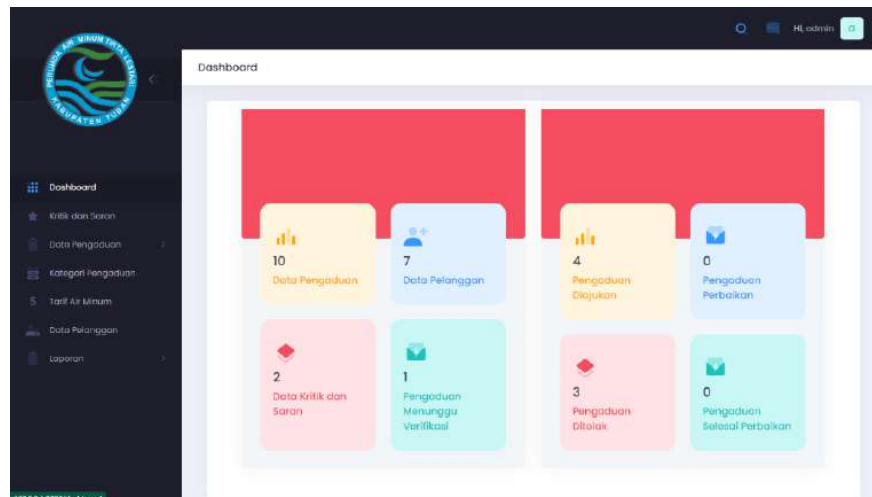 PERUMDA AIR MINUM TIRTA LESTARI
KABUPATEN TUBAN
Hi, admin
a
Dashboard
Dashboard
Kritik dan Saran
Data Pengaduan
Kategori Pengaduan
Tarif Air Minum
Data Pelanggan
Laporan
10
Data Pengaduan
7
Data Pelanggan
2
Data Kritik dan
Saran
1
Pengaduan
Menunggu
Verifikasi
4
Pengaduan
Diajukan
0
Pengaduan
Perbaikan
3
Pengaduan
Ditolak
0
Pengaduan
Selesai Perbaikan